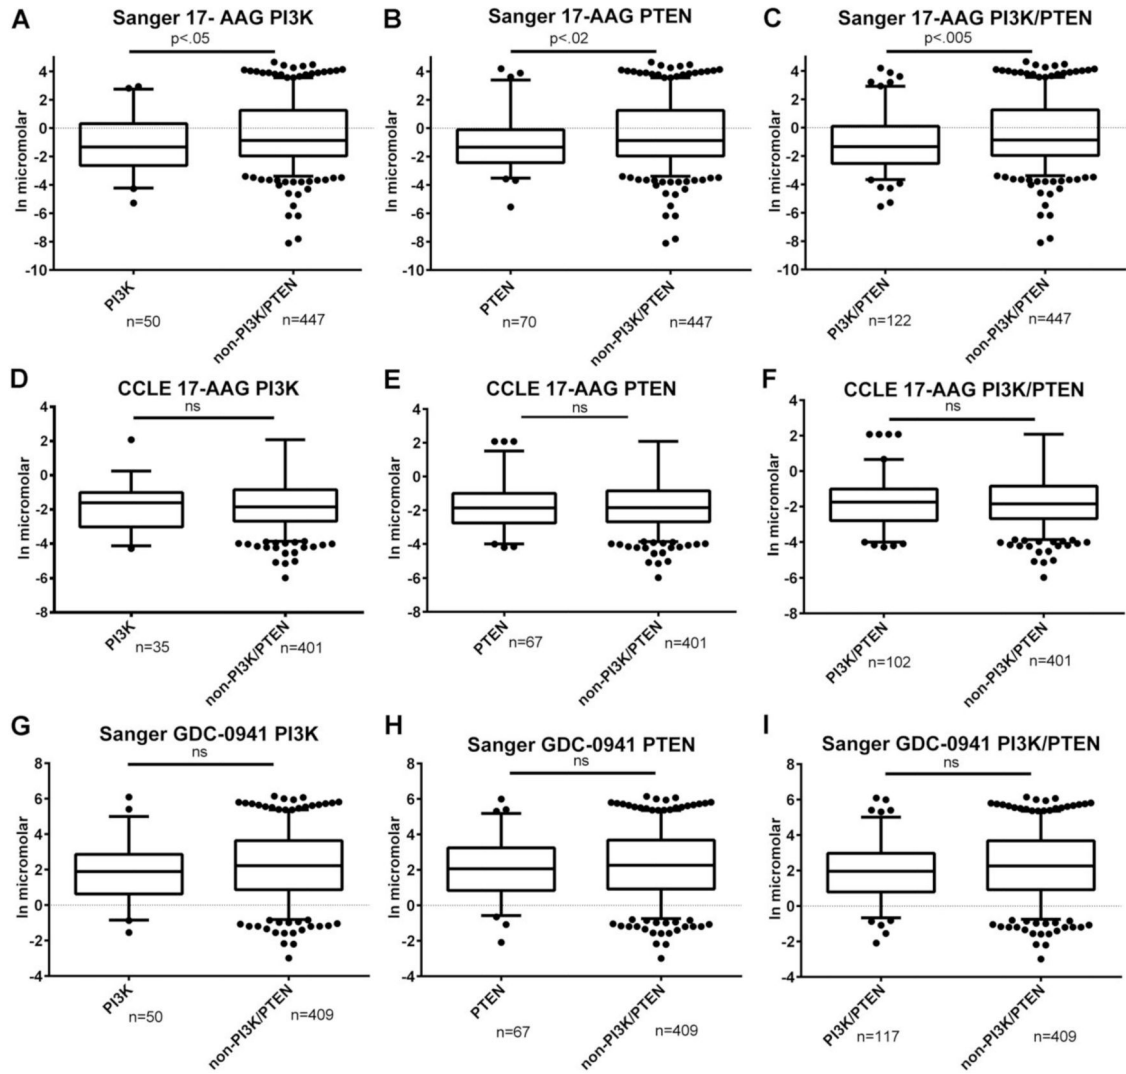 A
Sanger 17- AAG PI3K
p<.05
ln micromolar
4
2
0
-2
-4
-6
-8
-10
PI3K
n=50
non-PI3K/PTEN
n=447
B
Sanger 17-AAG PTEN
p<.02
ln micromolar
4
2
0
-2
-4
-6
-8
-10
PTEN
n=70
non-PI3K/PTEN
n=447
C
Sanger 17-AAG PI3K/PTEN
p<.005
ln micromolar
4
2
0
-2
-4
-6
-8
-10
PI3K/PTEN
n=122
non-PI3K/PTEN
n=447
D
CCLE 17-AAG PI3K
ns
ln micromolar
4
2
0
-2
-4
-6
-8
PI3K
n=35
non-PI3K/PTEN
n=401
E
CCLE 17-AAG PTEN
ns
ln micromolar
4
2
0
-2
-4
-6
-8
PTEN
n=67
non-PI3K/PTEN
n=401
F
CCLE 17-AAG PI3K/PTEN
ns
ln micromolar
4
2
0
-2
-4
-6
-8
PI3K/PTEN
n=102
non-PI3K/PTEN
n=401
G
Sanger GDC-0941 PI3K
ns
ln micromolar
8
6
4
2
0
-2
-4
PI3K
n=50
non-PI3K/PTEN
n=409
H
Sanger GDC-0941 PTEN
ns
ln micromolar
8
6
4
2
0
-2
-4
PTEN
n=67
non-PI3K/PTEN
n=409
I
Sanger GDC-0941 PI3K/PTEN
ns
ln micromolar
8
6
4
2
0
-2
-4
PI3K/PTEN
n=117
non-PI3K/PTEN
n=409